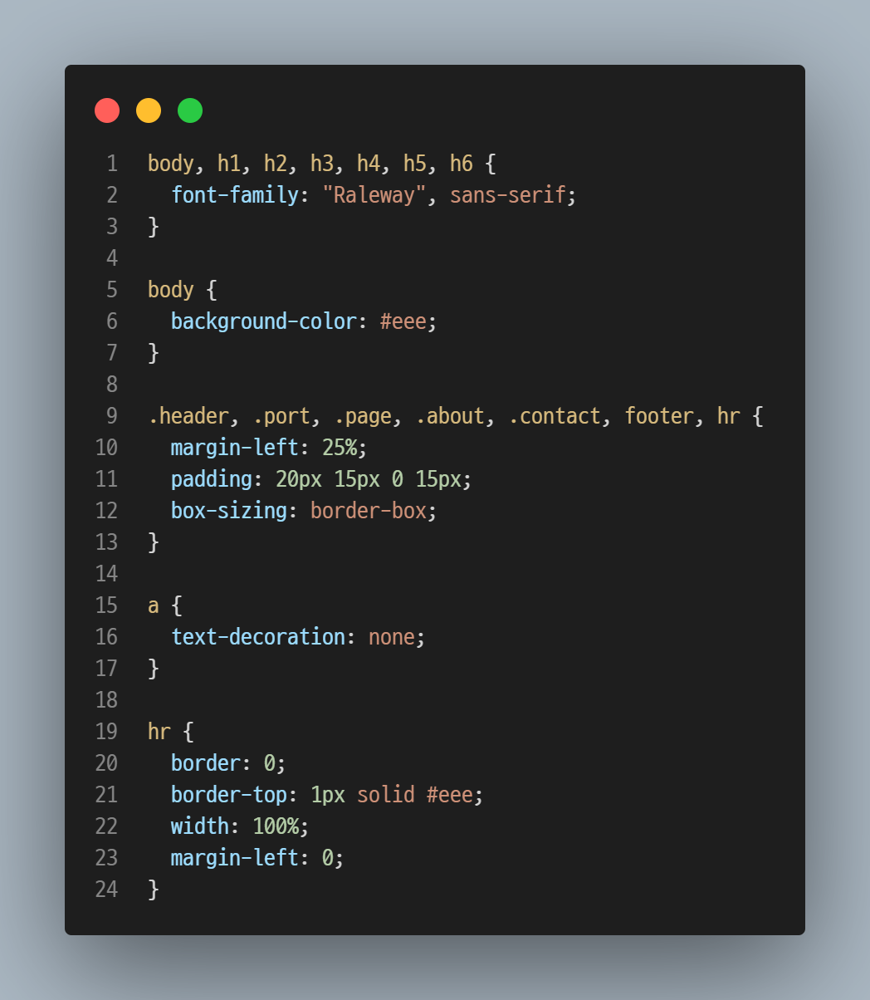 1 body, h1, h2, h3, h4, h5, h6 {
2   font-family: "Raleway", sans-serif;
3 }
4
5 body {
6   background-color: #eee;
7 }
8
9 .header, .port, .page, .about, .contact, footer, hr {
10   margin-left: 25%;
11   padding: 20px 15px 0 15px;
12   box-sizing: border-box;
13 }
14
15 a {
16   text-decoration: none;
17 }
18
19 hr {
20   border: 0;
21   border-top: 1px solid #eee;
22   width: 100%;
23   margin-left: 0;
24 }